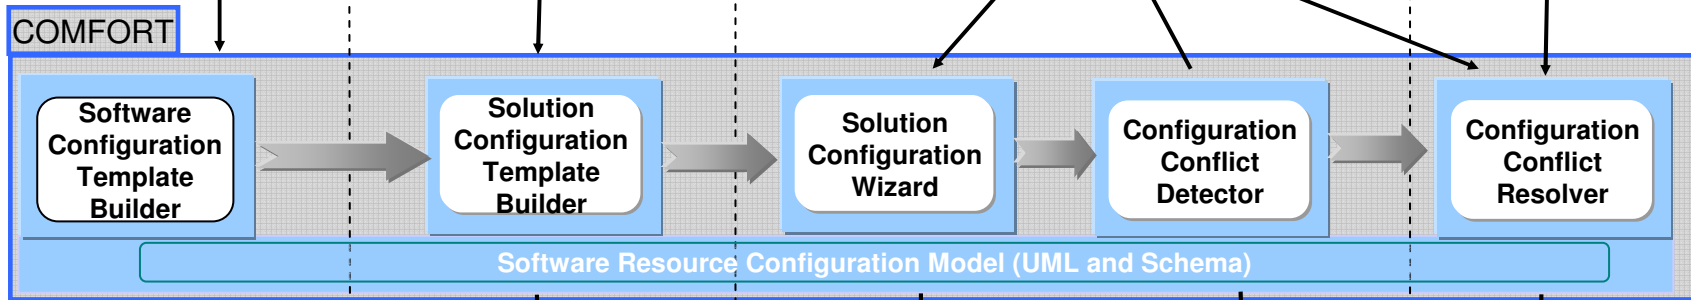 COMFORT
Software
Configuration
Template
Builder
Solution
Configuration
Template
Builder
Solution
Configuration
Wizard
Configuration
Conflict
Detector
Configuration
Conflict
Resolver
Software Resource Configuration Model (UML and Schema)